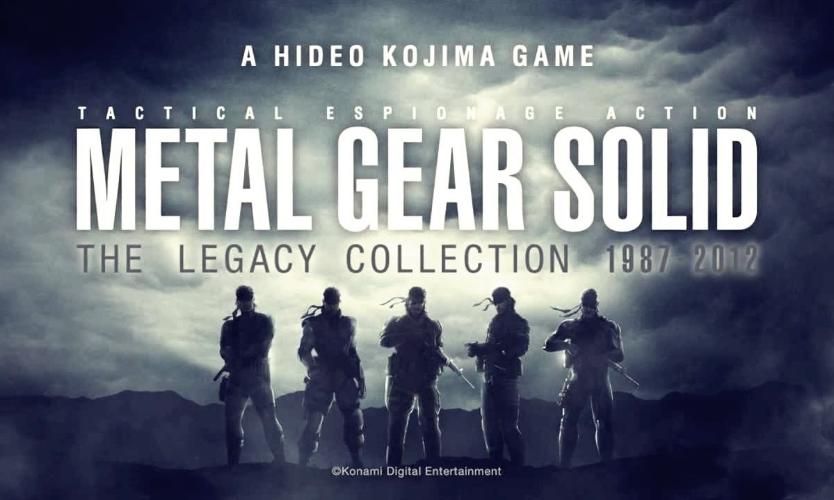 A HIDEO KOJIMA GAME
TACTICAL ESPIONAGE ACTION
METAL GEAR SOLID
THE LEGACY COLLECTION 1987 2012
©Konami Digital Entertainment